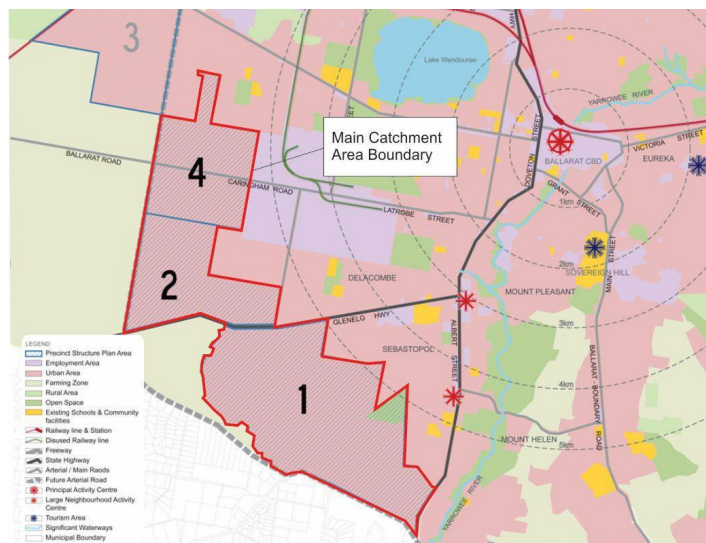 3
HWY
Lake Wendouree
YARROWEE RIVER
Main Catchment
Area Boundary
STREET
VICTORIA STREET
BALLARAT ROAD
4
BALLARAT CBD
EUREKA
DOVETON
CARINGHAM ROAD
GRANT STREET
1km
LATROBE STREET
MAIN STREET
2km
SOVEREIGN HILL
DELACOMBE
2
MOUNT PLEASANT
GLENELG HWY
3km
ALBERT STREET
SEBASTOPOL
BALLARAT - BOUNDARY ROAD
4km
1
MOUNT HELEN
5km
YARROWEE RIVER
LEGEND
Precinct Structure Plan Area
Employment Area
Urban Area
Farming Zone
Rural Area
Open Space
Existing Schools & Community
facilities
Railway line & Station
Disused Railway line
Freeway
State Highway
Arterial / Main Raods
Future Arterial Road
Principal Activity Centre
Large Neighbourhood Activity
Centre
Tourism Area
Significant Waterways
Municipal Boundary